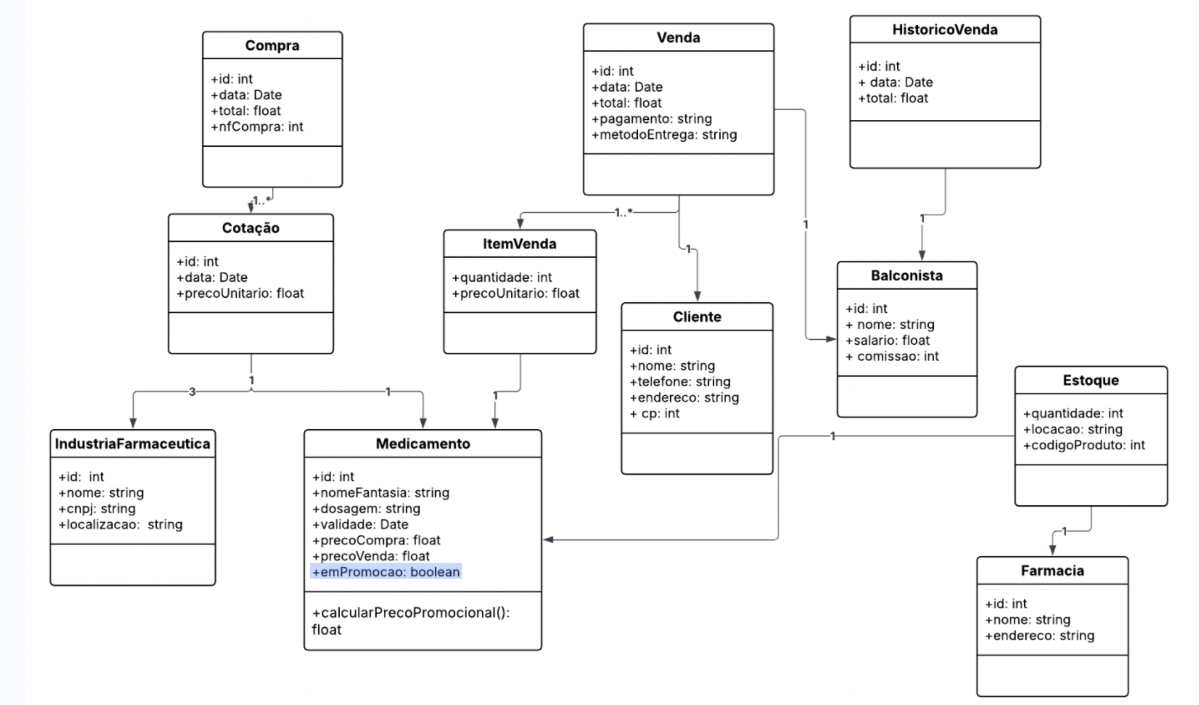 Compra
+id: int
+data: Date
+total: float
+nfCompra: int
1..*
Cotação
+id: int
+data: Date
+precoUnitario: float
1
3
1
IndustriaFarmaceutica
+id: int
+nome: string
+cnpj: string
+localizacao: string
Venda
+id: int
+data: Date
+total: float
+pagamento: string
+metodoEntrega: string
1..*
1
1
ItemVenda
+quantidade: int
+precoUnitario: float
1
Medicamento
+id: int
+nomeFantasia: string
+dosagem: string
+validade: Date
+precoCompra: float
+precoVenda: float
+emPromocao: boolean
+calcularPrecoPromocional():
float
Cliente
+id: int
+nome: string
+telefone: string
+endereco: string
+ cp: int
HistoricoVenda
+id: int
+ data: Date
+total: float
1
Balconista
+id: int
+ nome: string
+salario: float
+ comissao: int
Estoque
+quantidade: int
+locacao: string
+codigoProduto: int
1
1
Farmacia
+id: int
+nome: string
+endereco: string